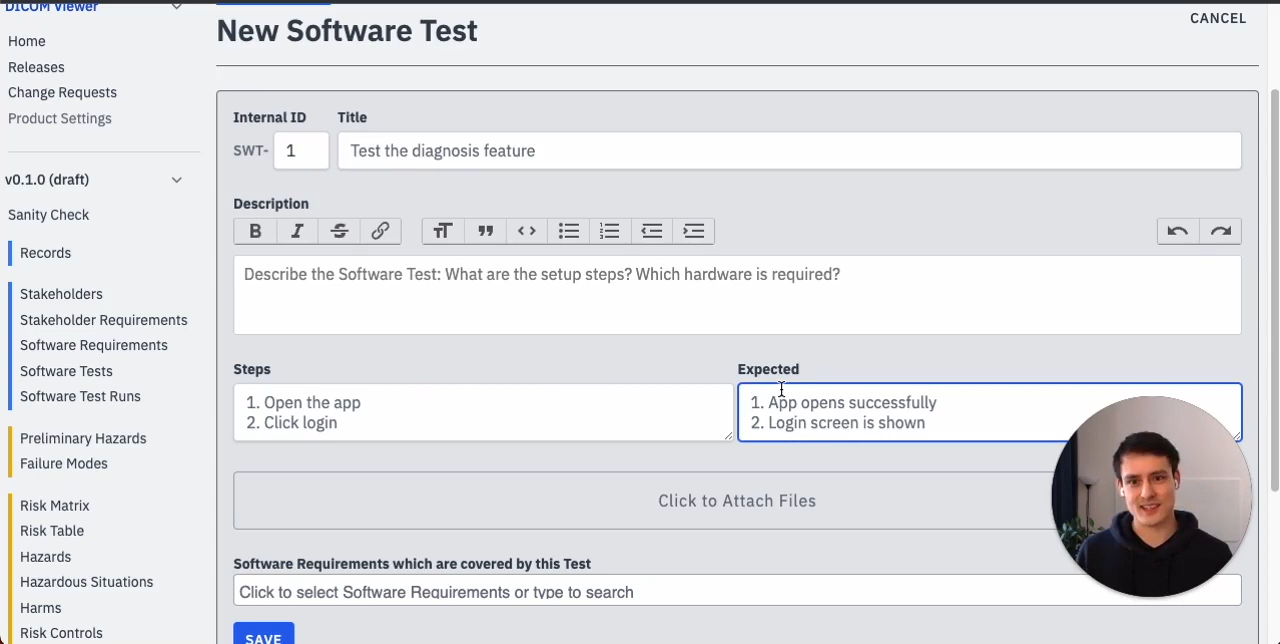 DICOM Viewer
Home
Releases
Change Requests
Product Settings
v0.1.0 (draft)
Sanity Check
Records
Stakeholders
Stakeholder Requirements
Software Requirements
Software Tests
Software Test Runs
Preliminary Hazards
Failure Modes
Risk Matrix
Risk Table
Hazards
Hazardous Situations
Harms
Risk Controls
CANCEL
New Software Test
Internal ID Title
SWT- 1 Test the diagnosis feature
Description
Describe the Software Test: What are the setup steps? Which hardware is required?
Steps Expected
1. Open the app 1. App opens successfully
2. Click login 2. Login screen is shown
Click to Attach Files
Software Requirements which are covered by this Test
Click to select Software Requirements or type to search
SAVE